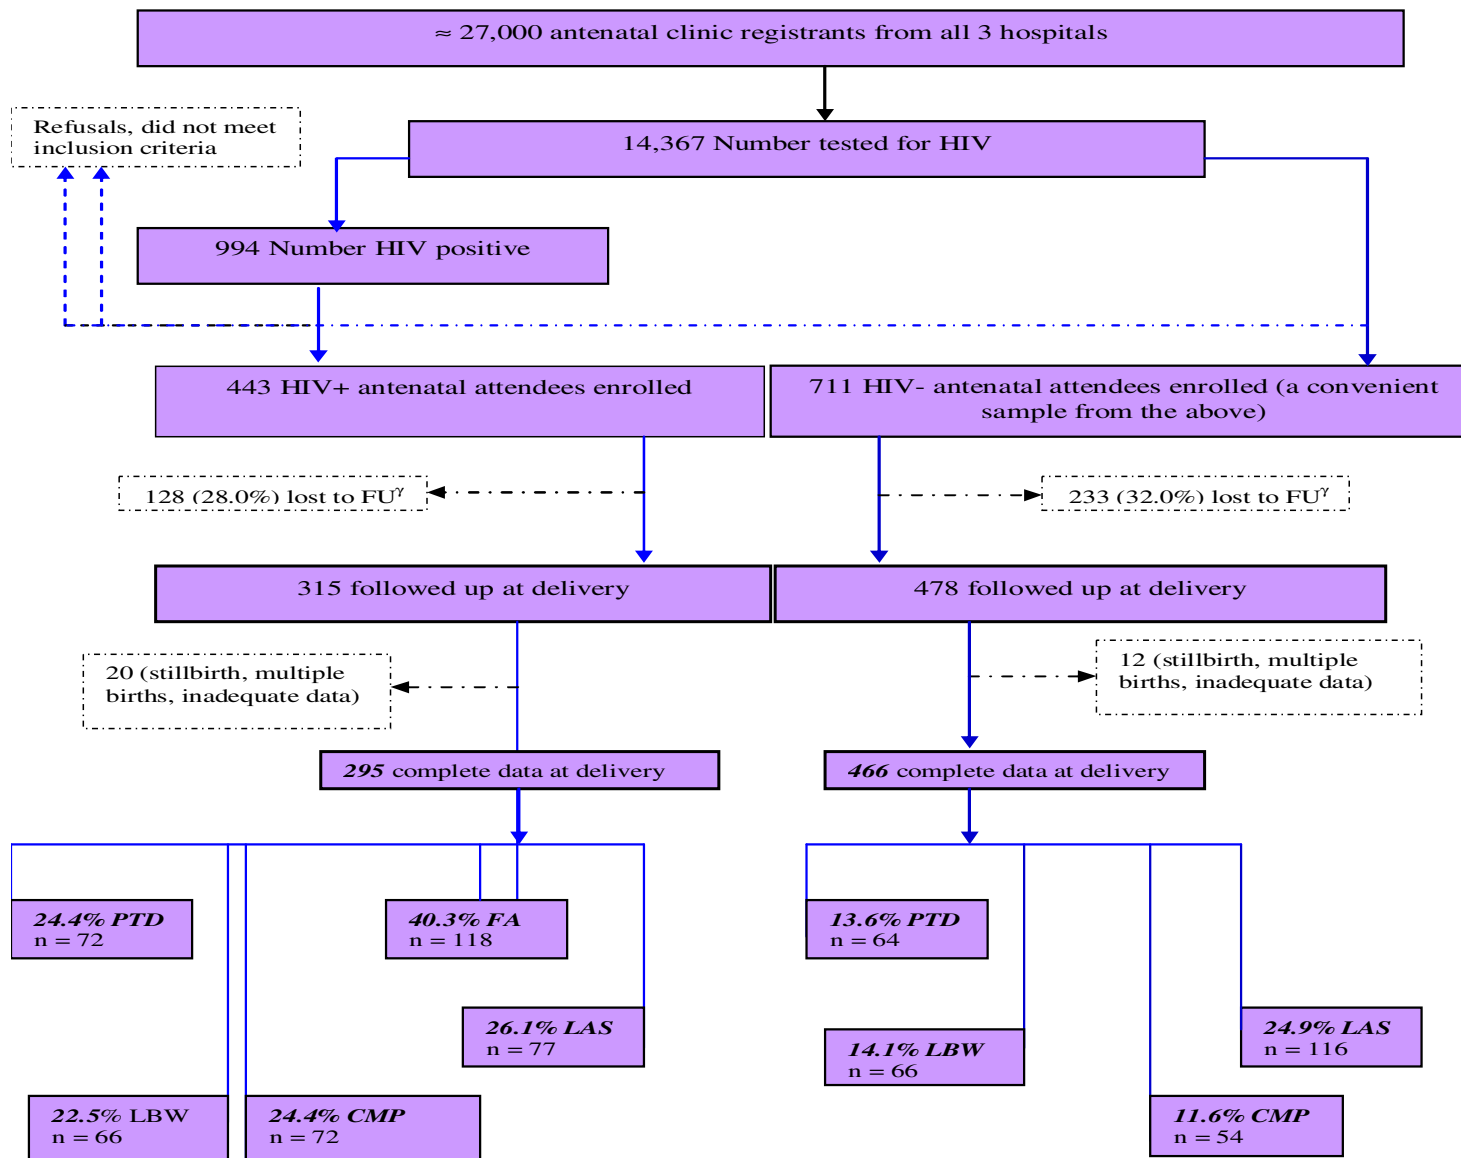 ≈ 27,000 antenatal clinic registrants from all 3 hospitals
Refusals, did not meet
inclusion criteria
14,367 Number tested for HIV
994 Number HIV positive
443 HIV+ antenatal attendees enrolled
711 HIV- antenatal attendees enrolled (a convenient
sample from the above)
128 (28.0%) lost to FUᵞ
233 (32.0%) lost to FUᵞ
315 followed up at delivery
478 followed up at delivery
20 (stillbirth, multiple
births, inadequate data)
12 (stillbirth, multiple
births, inadequate data)
295 complete data at delivery
466 complete data at delivery
24.4% PTD
n = 72
40.3% FA
n = 118
13.6% PTD
n = 64
26.1% LAS
n = 77
14.1% LBW
n = 66
24.9% LAS
n = 116
22.5% LBW
n = 66
24.4% CMP
n = 72
11.6% CMP
n = 54